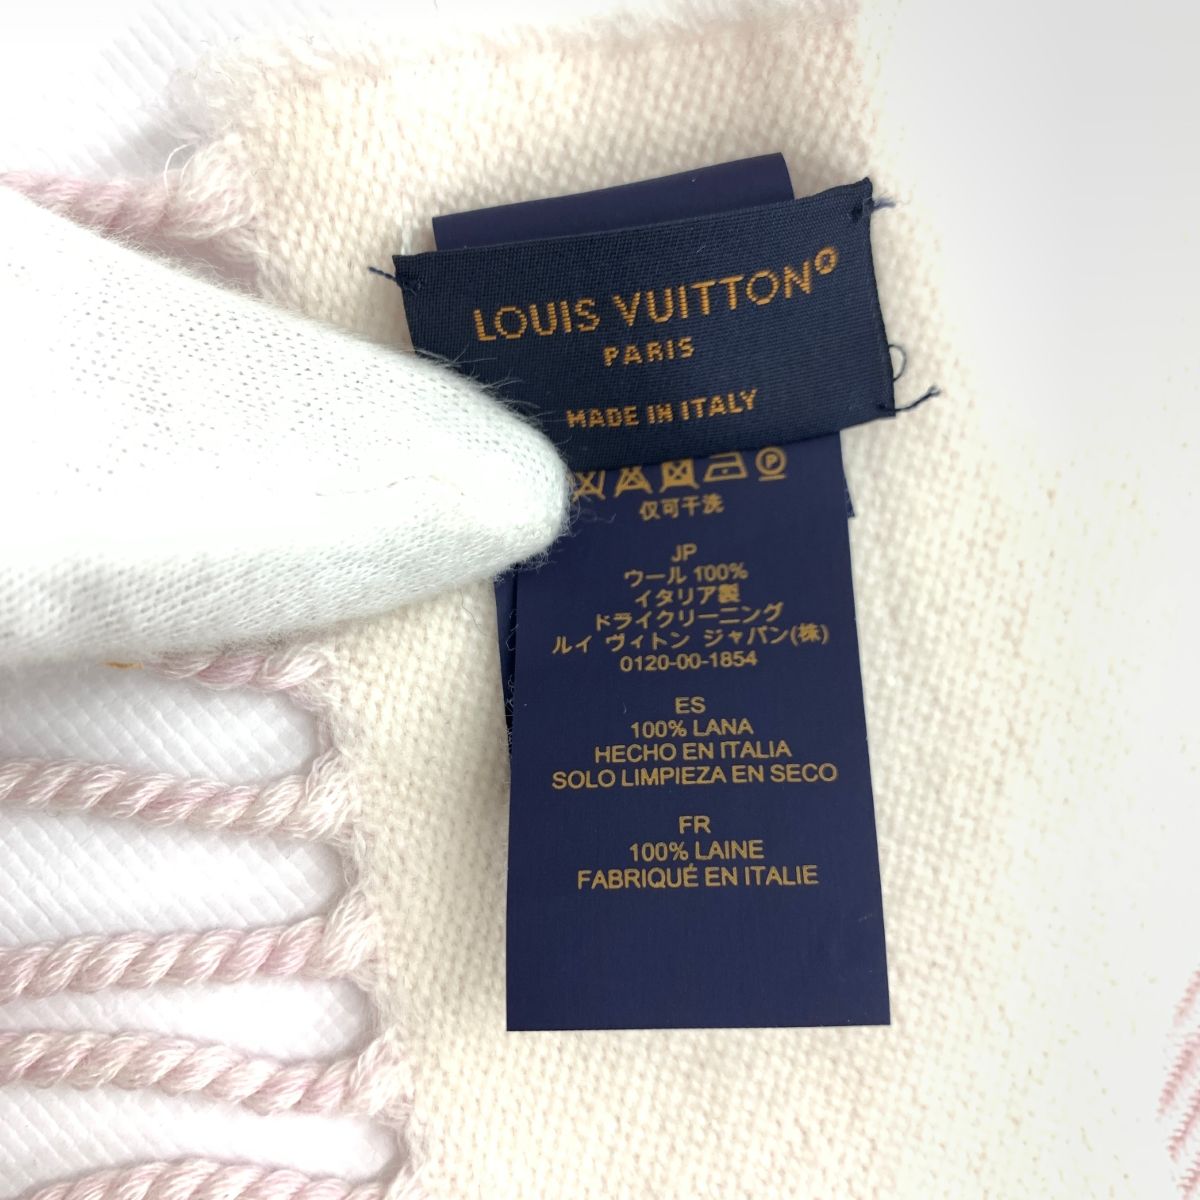 LOUIS VUITTON®
PARIS
MADE IN ITALY
仅可干洗
JP
ウール 100%
イタリア製
ドライクリーニング
ルイ ヴィトン ジャパン(株)
0120-00-1854
ES
100% LANA
HECHO EN ITALIA
SOLO LIMPIEZA EN SECO
FR
100% LAINE
FABRIQUÉ EN ITALIE